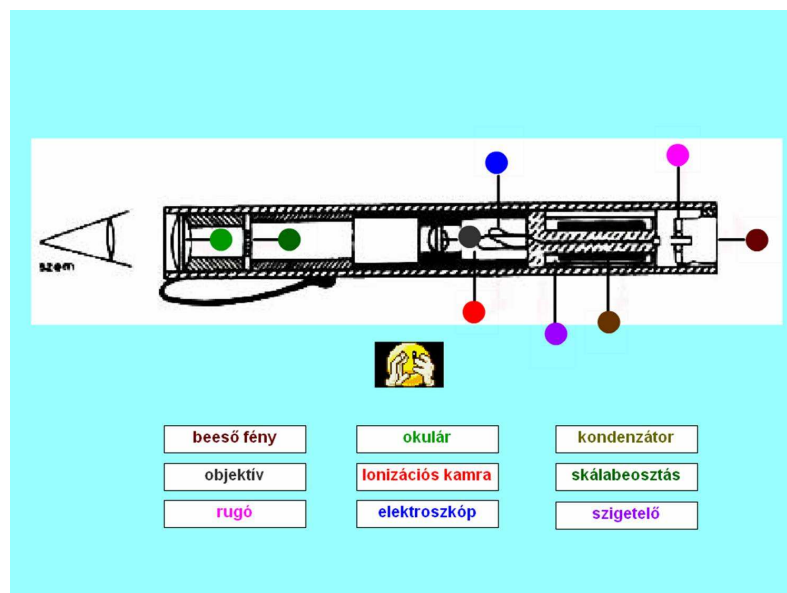 szem
beeső fény
okulár
kondenzátor
objektív
Ionizációs kamra
skálabeosztás
rugó
elektroszkóp
szigetelő